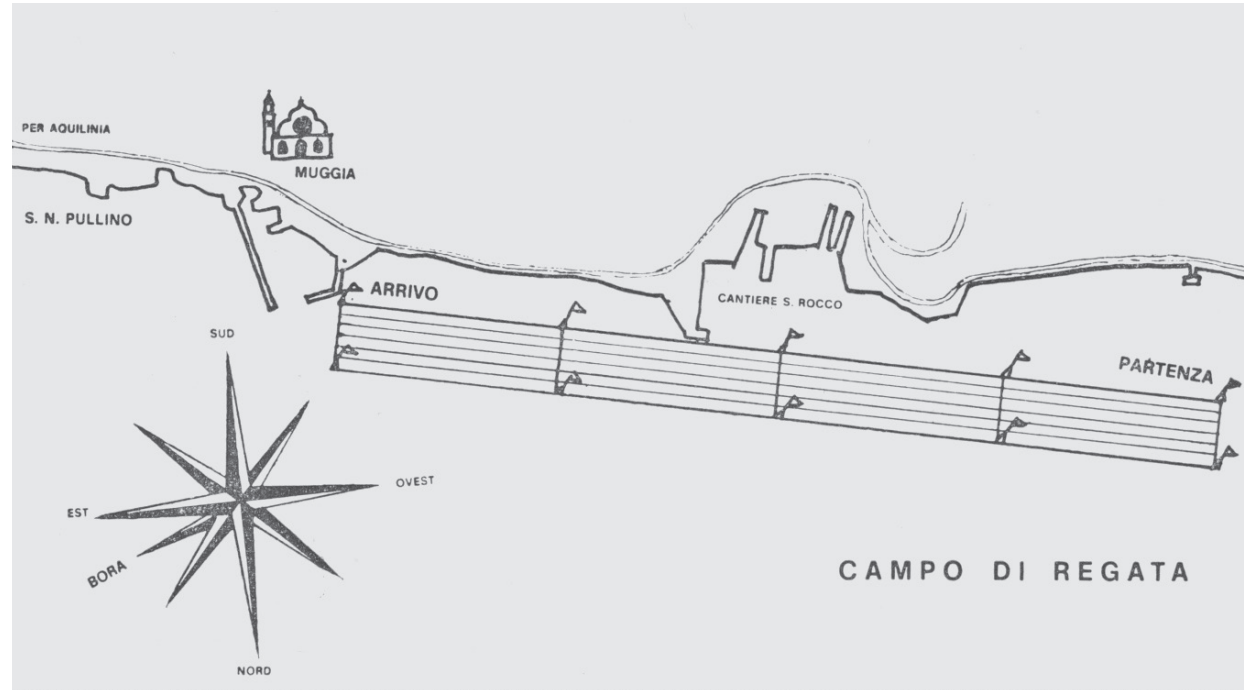 PER AQUILINIA
MUGGIA
S. N. PULLINO
ARRIVO
CANTIERE S. ROCCO
SUD
PARTENZA
OVEST
EST
BORA
CAMPO DI REGATA
NORD